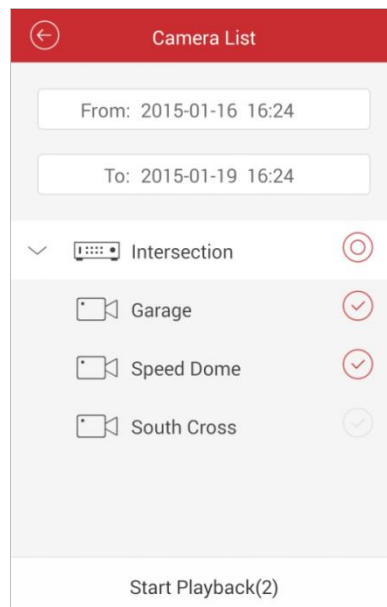 Camera List
From: 2015-01-16 16:24
To: 2015-01-19 16:24
Intersection
Garage
Speed Dome
South Cross
Start Playback(2)